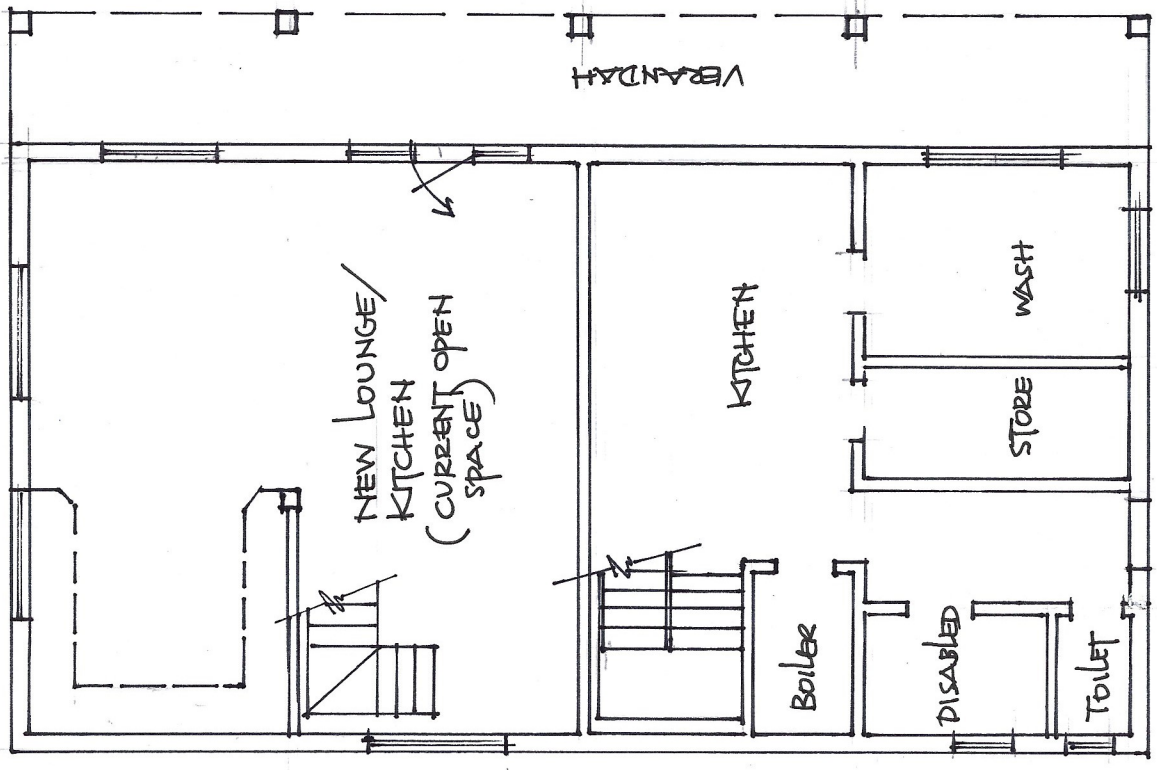 VERANDAH
NEW LOUNGE/
KITCHEN
(CURRENT OPEN
SPACE)
KITCHEN
WASH
STORE
BOILER
DISABLED
TOILET